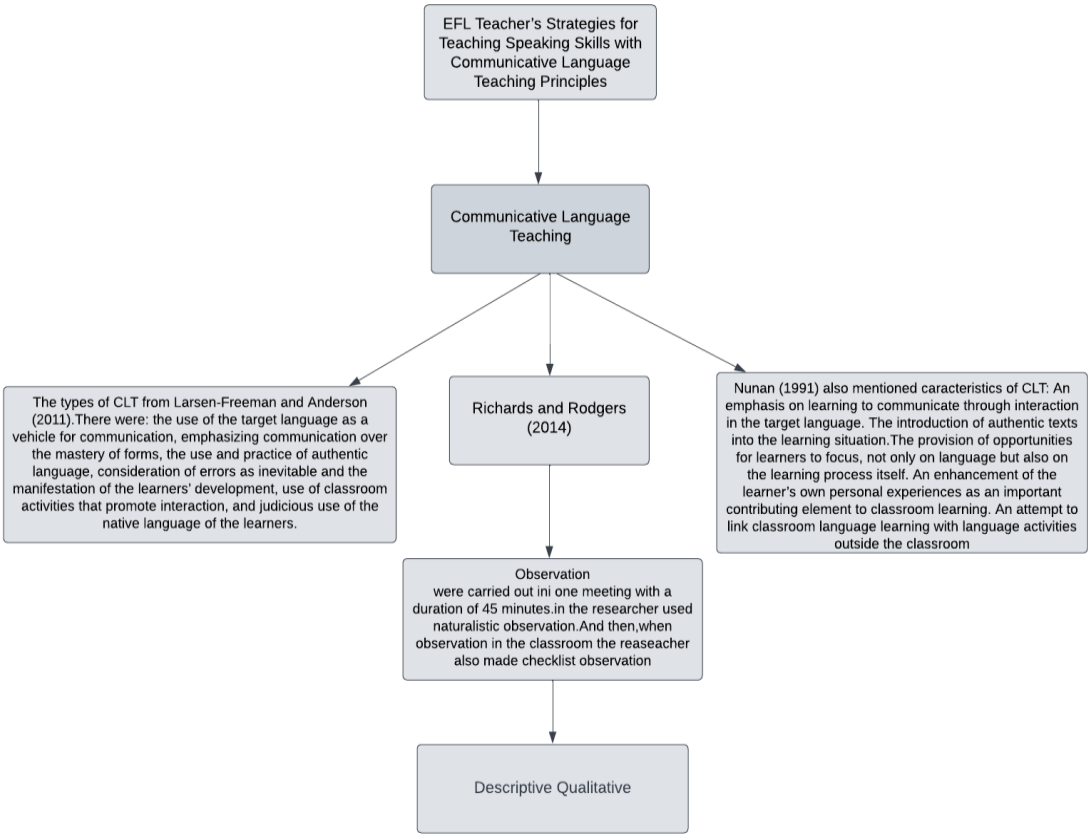 EFL Teacher's Strategies for
Teaching Speaking Skills with
Communicative Language
Teaching Principles
Communicative Language
Teaching
The types of CLT from Larsen-Freeman and Anderson
(2011).There were: the use of the target language as a
vehicle for communication, emphasizing communication over
the mastery of forms, the use and practice of authentic
language, consideration of errors as inevitable and the
manifestation of the learners' development, use of classroom
activities that promote interaction, and judicious use of the
native language of the learners.
Richards and Rodgers
(2014)
Nunan (1991) also mentioned caracteristics of CLT: An
emphasis on learning to communicate through interaction
in the target language. The introduction of authentic texts
into the learning situation.The provision of opportunities
for learners to focus, not only on language but also on
the learning process itself. An enhancement of the
learner's own personal experiences as an important
contributing element to classroom learning. An attempt to
link classroom language learning with language activities
outside the classroom
Observation
were carried out ini one meeting with a
duration of 45 minutes.in the researcher used
naturalistic observation.And then,when
observation in the classroom the reaseacher
also made checklist observation
Descriptive Qualitative